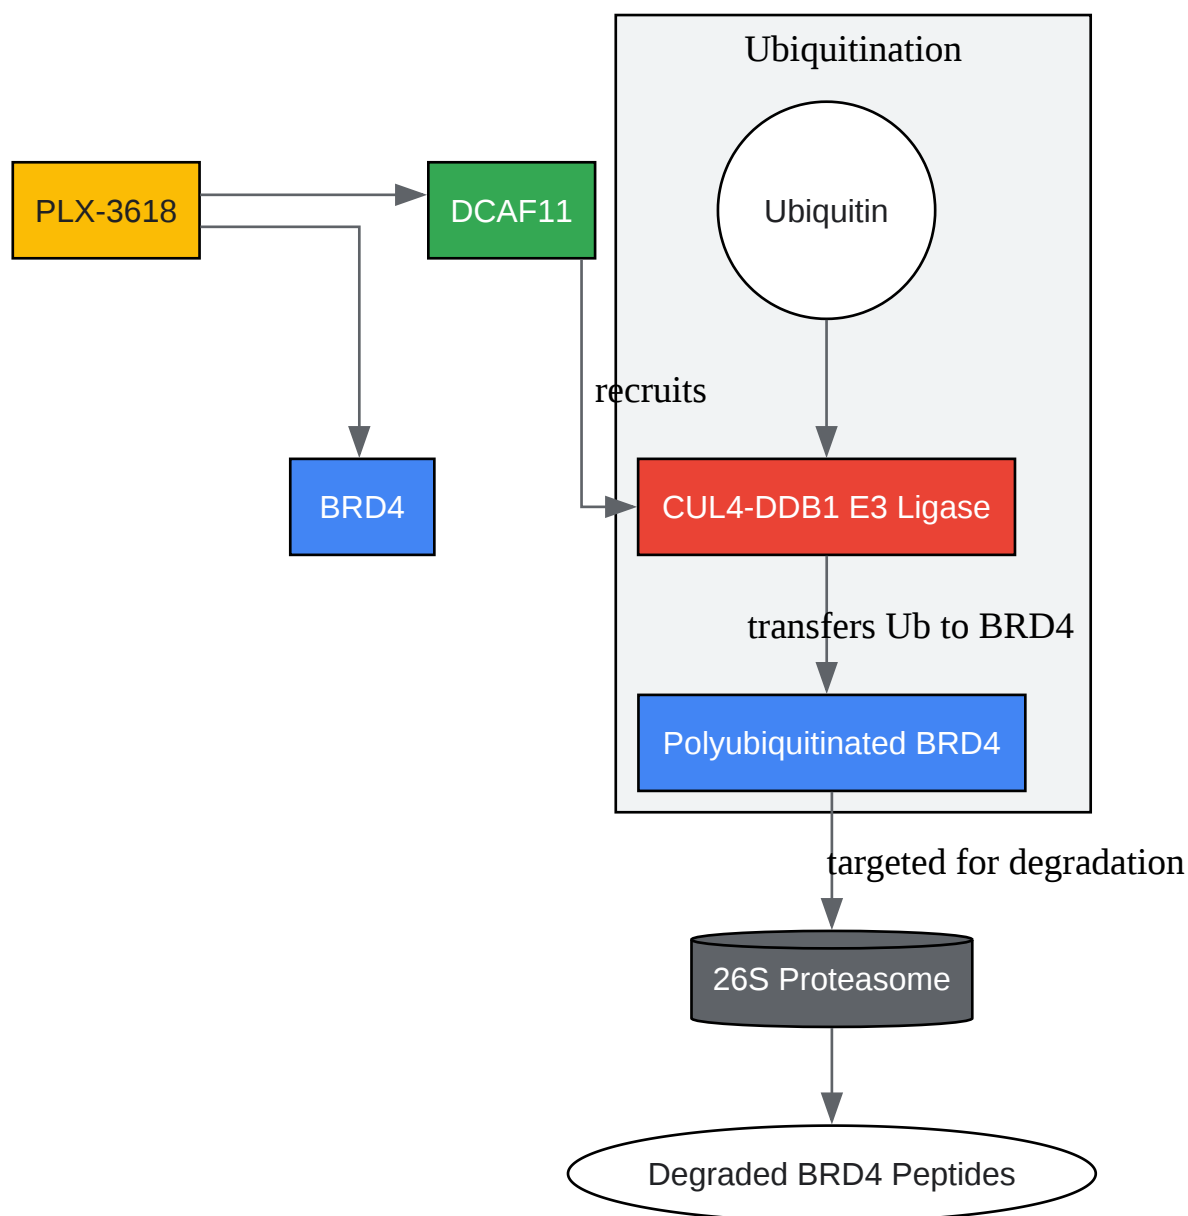 Ubiquitination
PLX-3618
DCAF11
Ubiquitin
recruits
BRD4
CUL4-DDB1 E3 Ligase
transfers Ub to BRD4
Polyubiquitinated BRD4
targeted for degradation
26S Proteasome
Degraded BRD4 Peptides